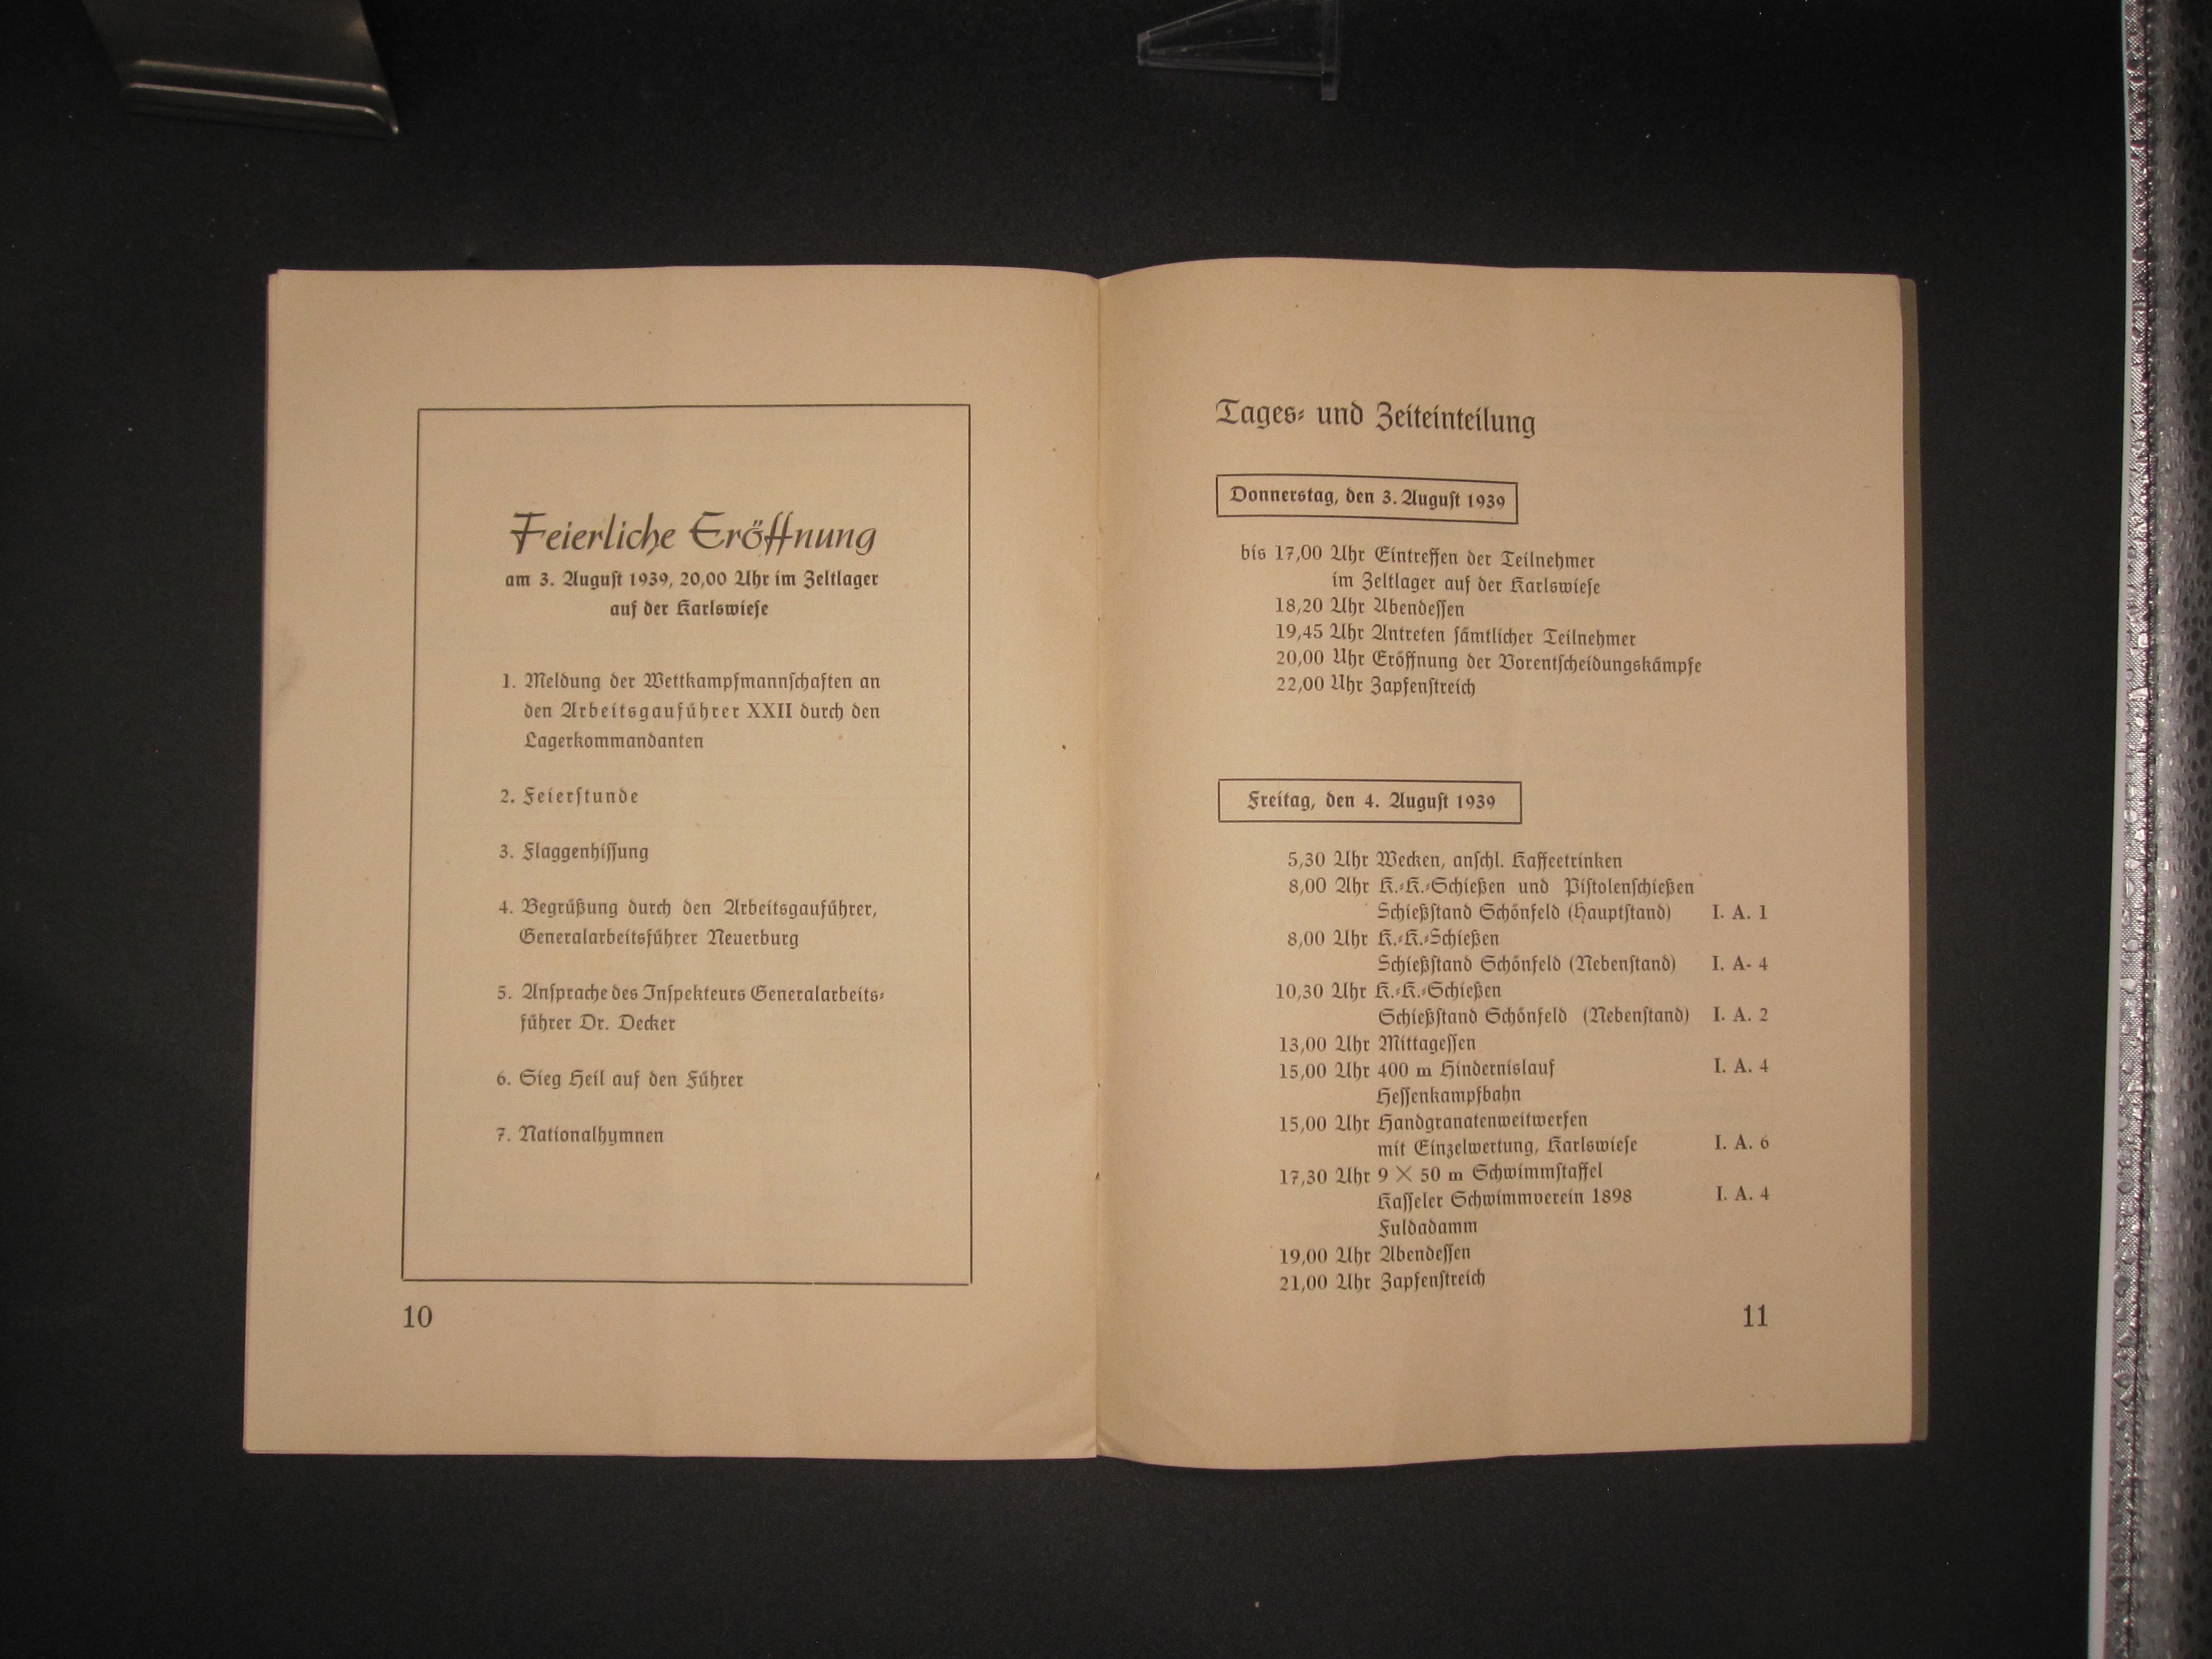 Feierliche Eröffnung
am 3. August 1939, 20,00 Uhr im Zeltlager
auf der Karlswiese
1. Meldung der Wettkampfmannschaften an
den Arbeitsgauführer XXII durch den
Lagerkommandanten
2. Feierstunde
3. Flaggenhissung
4. Begrüßung durch den Arbeitsgauführer,
Generalarbeitsführer Neuerburg
5. Ansprache des Inspekteurs Generalarbeits-
führer Dr. Decker
6. Sieg Heil auf den Führer
7. Nationalhymnen
10
Tages- und Zeiteinteilung
Donnerstag, den 3. August 1939
bis 17,00 Uhr Eintreffen der Teilnehmer
im Zeltlager auf der Karlswiese
18,20 Uhr Abendessen
19,45 Uhr Antreten sämtlicher Teilnehmer
20,00 Uhr Eröffnung der Vorentscheidungskämpfe
22,00 Uhr Zapfenstreich
Freitag, den 4. August 1939
5,30 Uhr Wecken, anschl. Kaffeetrinken
8,00 Uhr K.-K.-Schießen und Pistolenschießen
Schießstand Schönfeld (Hauptstand) I. A. 1
8,00 Uhr K.-K.-Schießen
Schießstand Schönfeld (Nebenstand) I. A- 4
10,30 Uhr K.-K.-Schießen
Schießstand Schönfeld (Nebenstand) I. A. 2
13,00 Uhr Mittagessen
15,00 Uhr 400 m Hindernislauf I. A. 4
Hessenkampfbahn
15,00 Uhr Handgranatenweitwerfen
mit Einzelwertung, Karlswiese I. A. 6
17,30 Uhr 9 × 50 m Schwimmstaffel
Kasseler Schwimmverein 1898 I. A. 4
Fuldadamm
19,00 Uhr Abendessen
21,00 Uhr Zapfenstreich
11